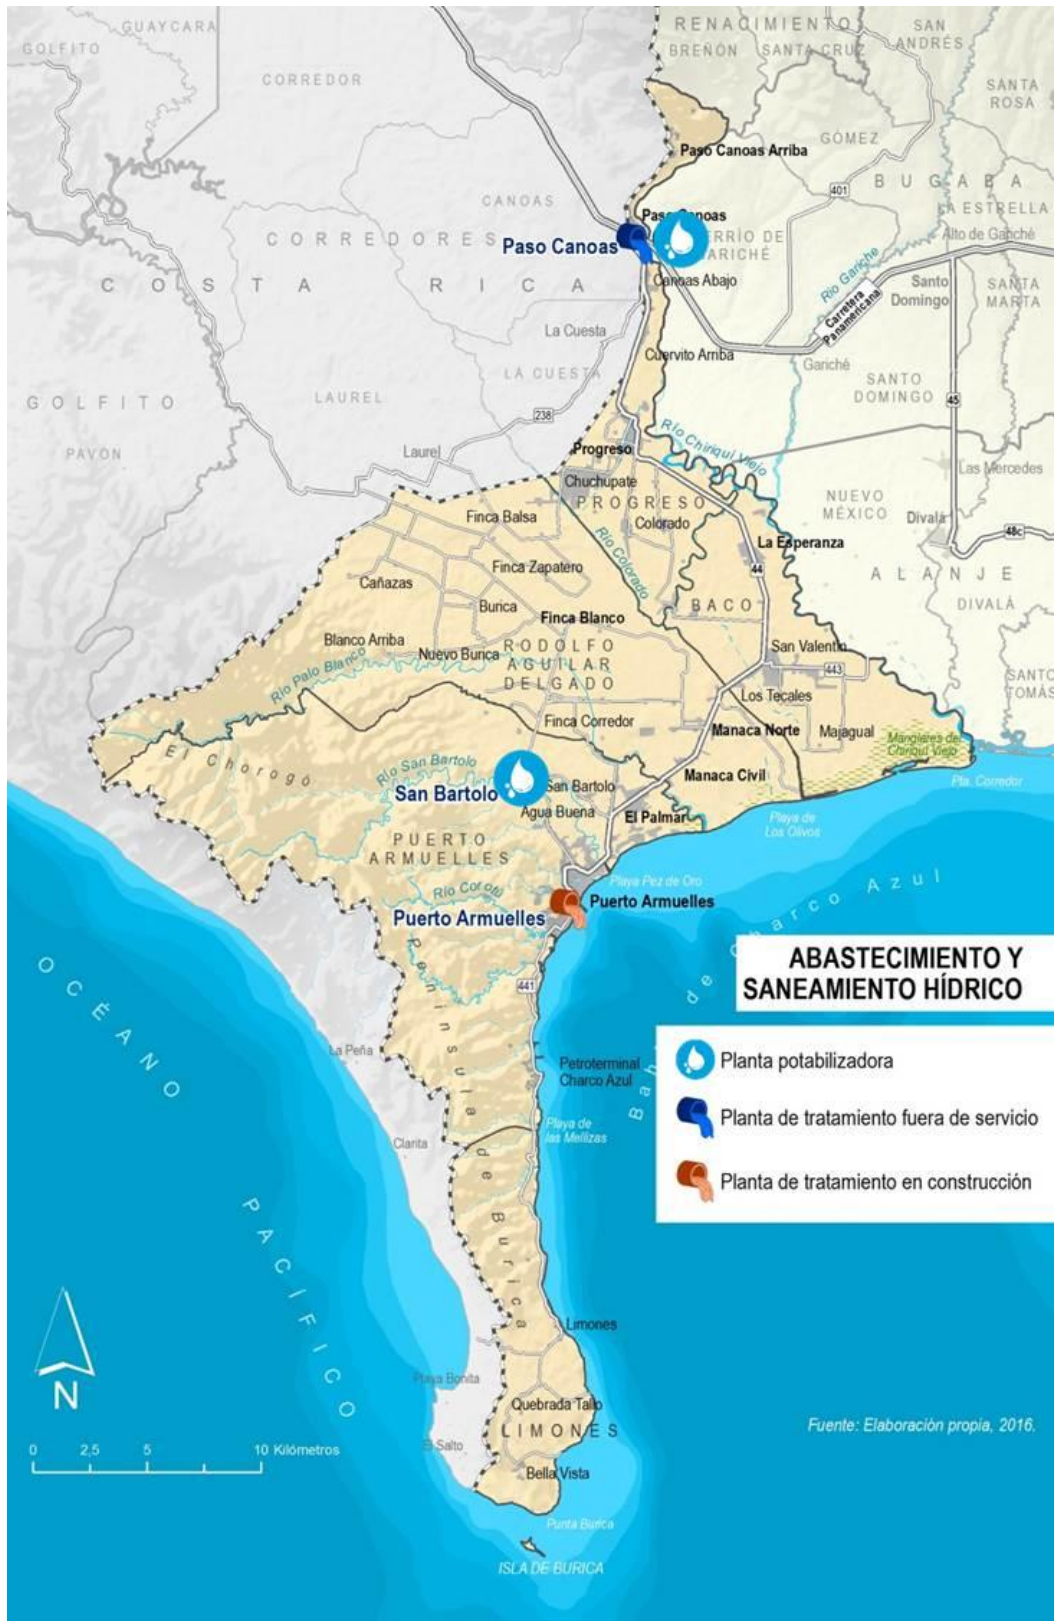 GUAYCARA
RENACIMIENTO
SAN
ANDRÉS
GOLFITO
BREÑÓN
SANTA CRUZ
CORREDOR
SANTA
ROSA
GÓMEZ
Paso Canoas Arriba
BUGABA
401
CANOAS
Paso Canoas
LA ESTRELLA
CORREDORES
Paso Canoas
Alto de Gariché
Canoas Abajo
Río Gariche
COSTA RICA
Santo
Domingo
SANTA
MARTA
Carretera
Panamericana
La Cuesta
Cuervito Arriba
Gariché
LA CUESTA
SANTO
DOMINGO
GOLFITO
LAUREL
238
45
PAVÓN
Laurel
Progreso
Río Chiriquí Viejo
Las Mercedes
Chuchupate
PROGRESO
NUEVO
MÉXICO
Finca Balsa
Colorado
Divalá
48c
La Esperanza
Río Colorado
Finca Zapatero
44
ALANJE
Cañazas
Burica
BACO
DIVALÁ
Finca Blanco
Blanco Arriba
Nuevo Burica
RODOLFO
AGUILAR
DELGADO
San Valentín
443
Río Palo Blanco
SANTO
TOMÁS
Los Tecales
Finca Corredor
Manaca Norte
Majagual
Manglares del
Chiriquí Viejo
El Chorogó
Río San Bartolo
Manaca Civil
Pta. Corredor
San Bartolo
San Bartolo
Agua Buena
El Palmar
Playa de
Los Olivos
PUERTO
ARMUELLES
Playa Pez de Oro
Río Corotú
Puerto Armuelles
Puerto Armuelles
Bahía de Charco Azul
ABASTECIMIENTO Y
SANEAMIENTO HÍDRICO
441
OCÉANO PACÍFICO
Península de Burica
La Peña
Petroterminal
Charco Azul
Planta potabilizadora
Planta de tratamiento fuera de servicio
Playa de
las Mellizas
Clarita
Planta de tratamiento en construcción
Limones
Playa Bonita
N
Quebrada Tallo
LIMONES
Fuente: Elaboración propia, 2016.
El Salto
0 2,5 5 10 Kilómetros
Bella Vista
Punta Burica
ISLA DE BURICA